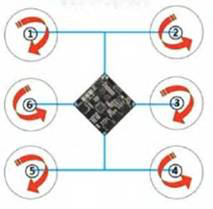 ① ②
⑥ ③
⑤ ④